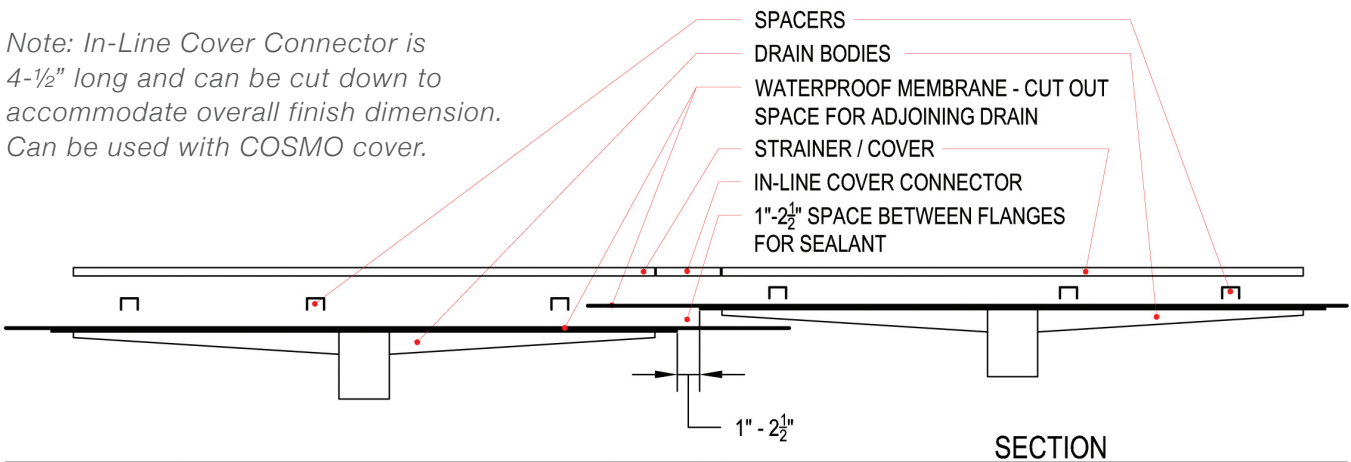 Note: In-Line Cover Connector is
4-½" long and can be cut down to
accommodate overall finish dimension.
Can be used with COSMO cover.
SPACERS
DRAIN BODIES
WATERPROOF MEMBRANE - CUT OUT
SPACE FOR ADJOINING DRAIN
STRAINER / COVER
IN-LINE COVER CONNECTOR
1"-2½" SPACE BETWEEN FLANGES
FOR SEALANT
1" - 2½"
SECTION